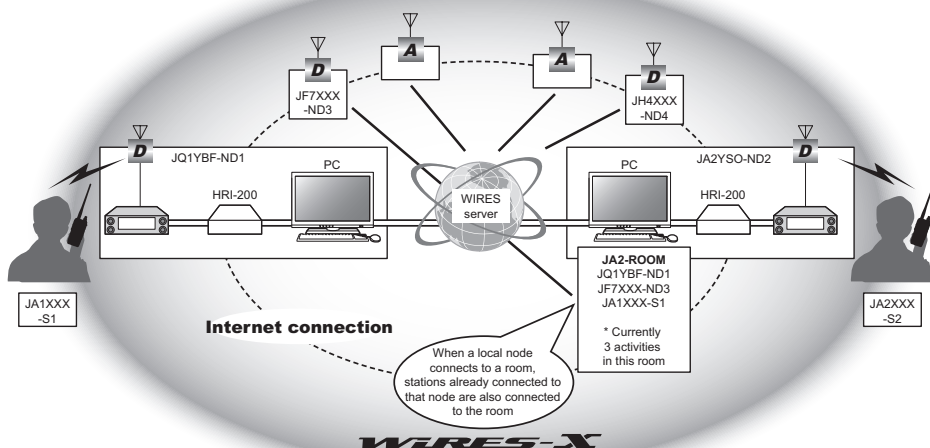 A
A
D
JF7XXX
-ND3
D
JH4XXX
-ND4
D
JQ1YBF-ND1
PC
HRI-200
WIRES
server
JA2YSO-ND2
D
PC
HRI-200
JA1XXX
-S1
JA2XXX
-S2
JA2-ROOM
JQ1YBF-ND1
JF7XXX-ND3
JA1XXX-S1
* Currently
3 activities
in this room
Internet connection
When a local node
connects to a room,
stations already connected to
that node are also connected
to the room
WiRES-X